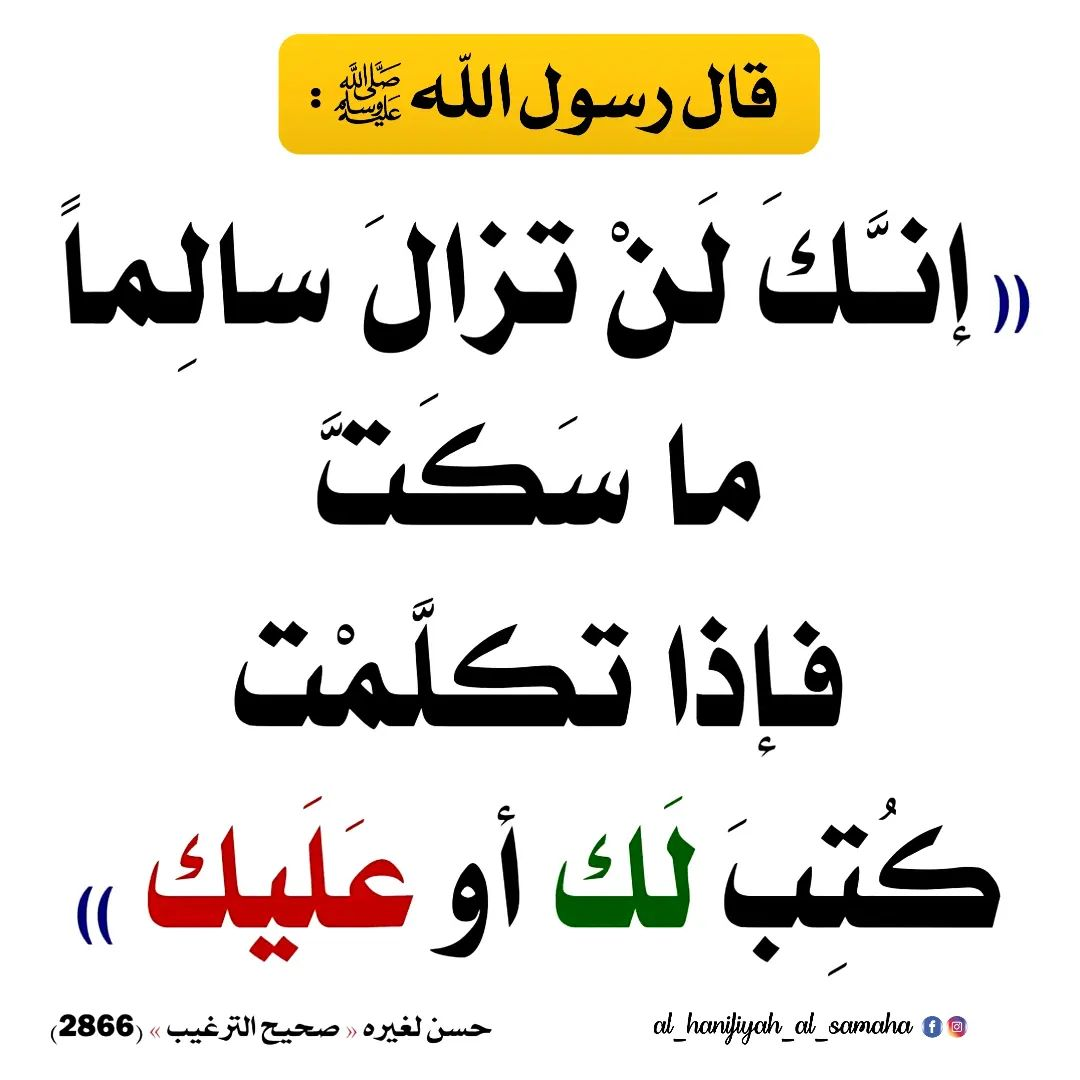 قال رسول الله ﷺ :
(( إنَّكَ لَنْ تزالَ سالِماً
ما سَكَتَّ
فإذا تكلَّمْت
كُتِبَ لَك أو عَلَيك ))
حسن لغيره « صحيح الترغيب » (2866)
al_hanifiyah_al_samaha